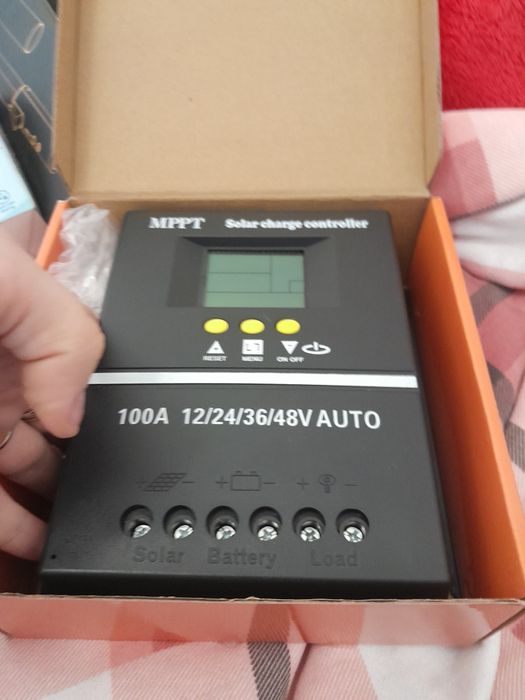 MPPT Solar charge controller
RESET MENU ON OFF
100A 12/24/36/48V AUTO
+ - + - + -
Solar Battery Load